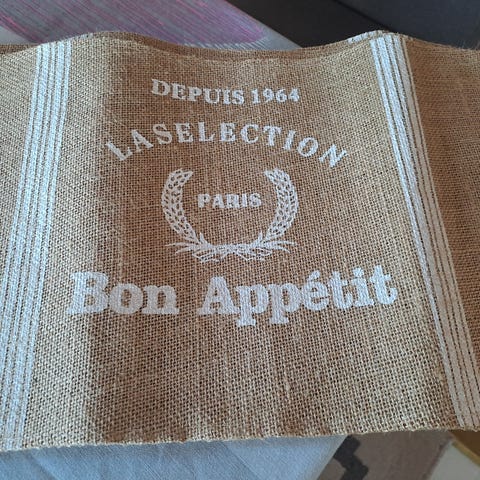 DEPUIS 1964
LASELECTION
PARIS
Bon Appétit